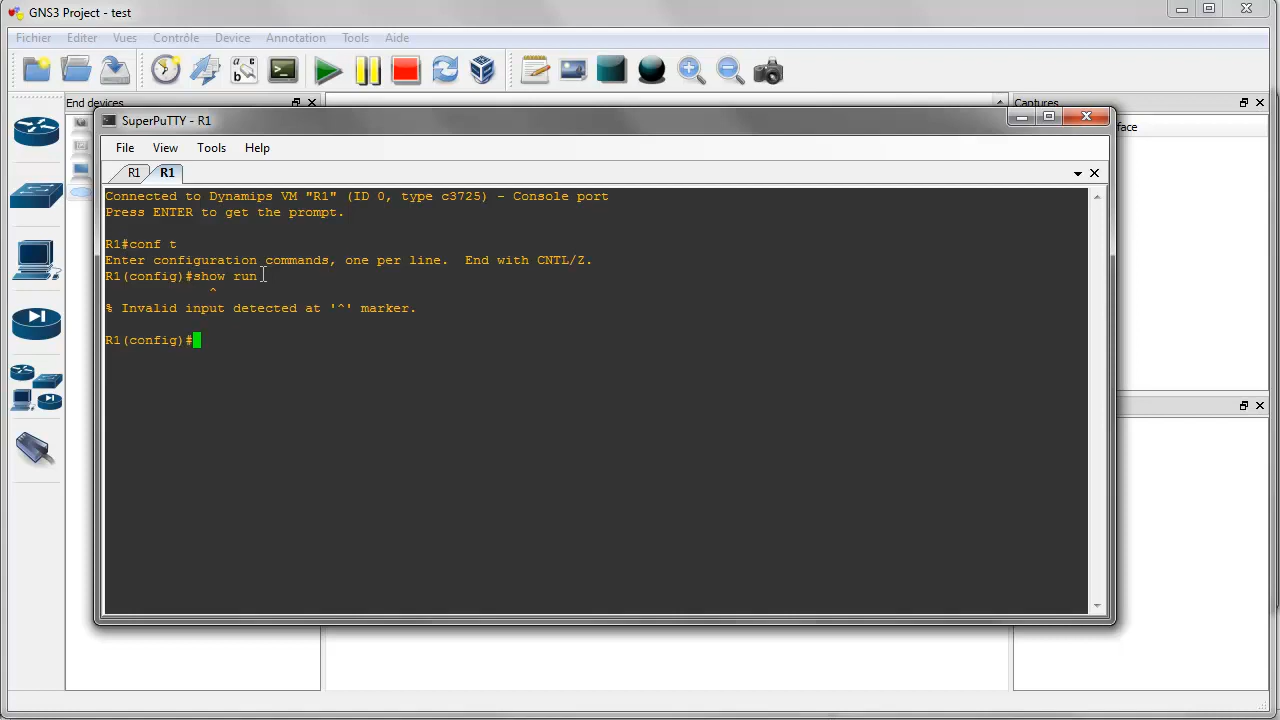 GNS3 Project - test
Fichier Editer Vues Contrôle Device Annotation Tools Aide
a b c
End devices
Captures
face
SuperPuTTY - R1
File View Tools Help
R1 R1
Connected to Dynamips VM "R1" (ID 0, type c3725) - Console port
Press ENTER to get the prompt.
R1#conf t
Enter configuration commands, one per line.  End with CNTL/Z.
R1(config)#show run
^
% Invalid input detected at '^' marker.
R1(config)#